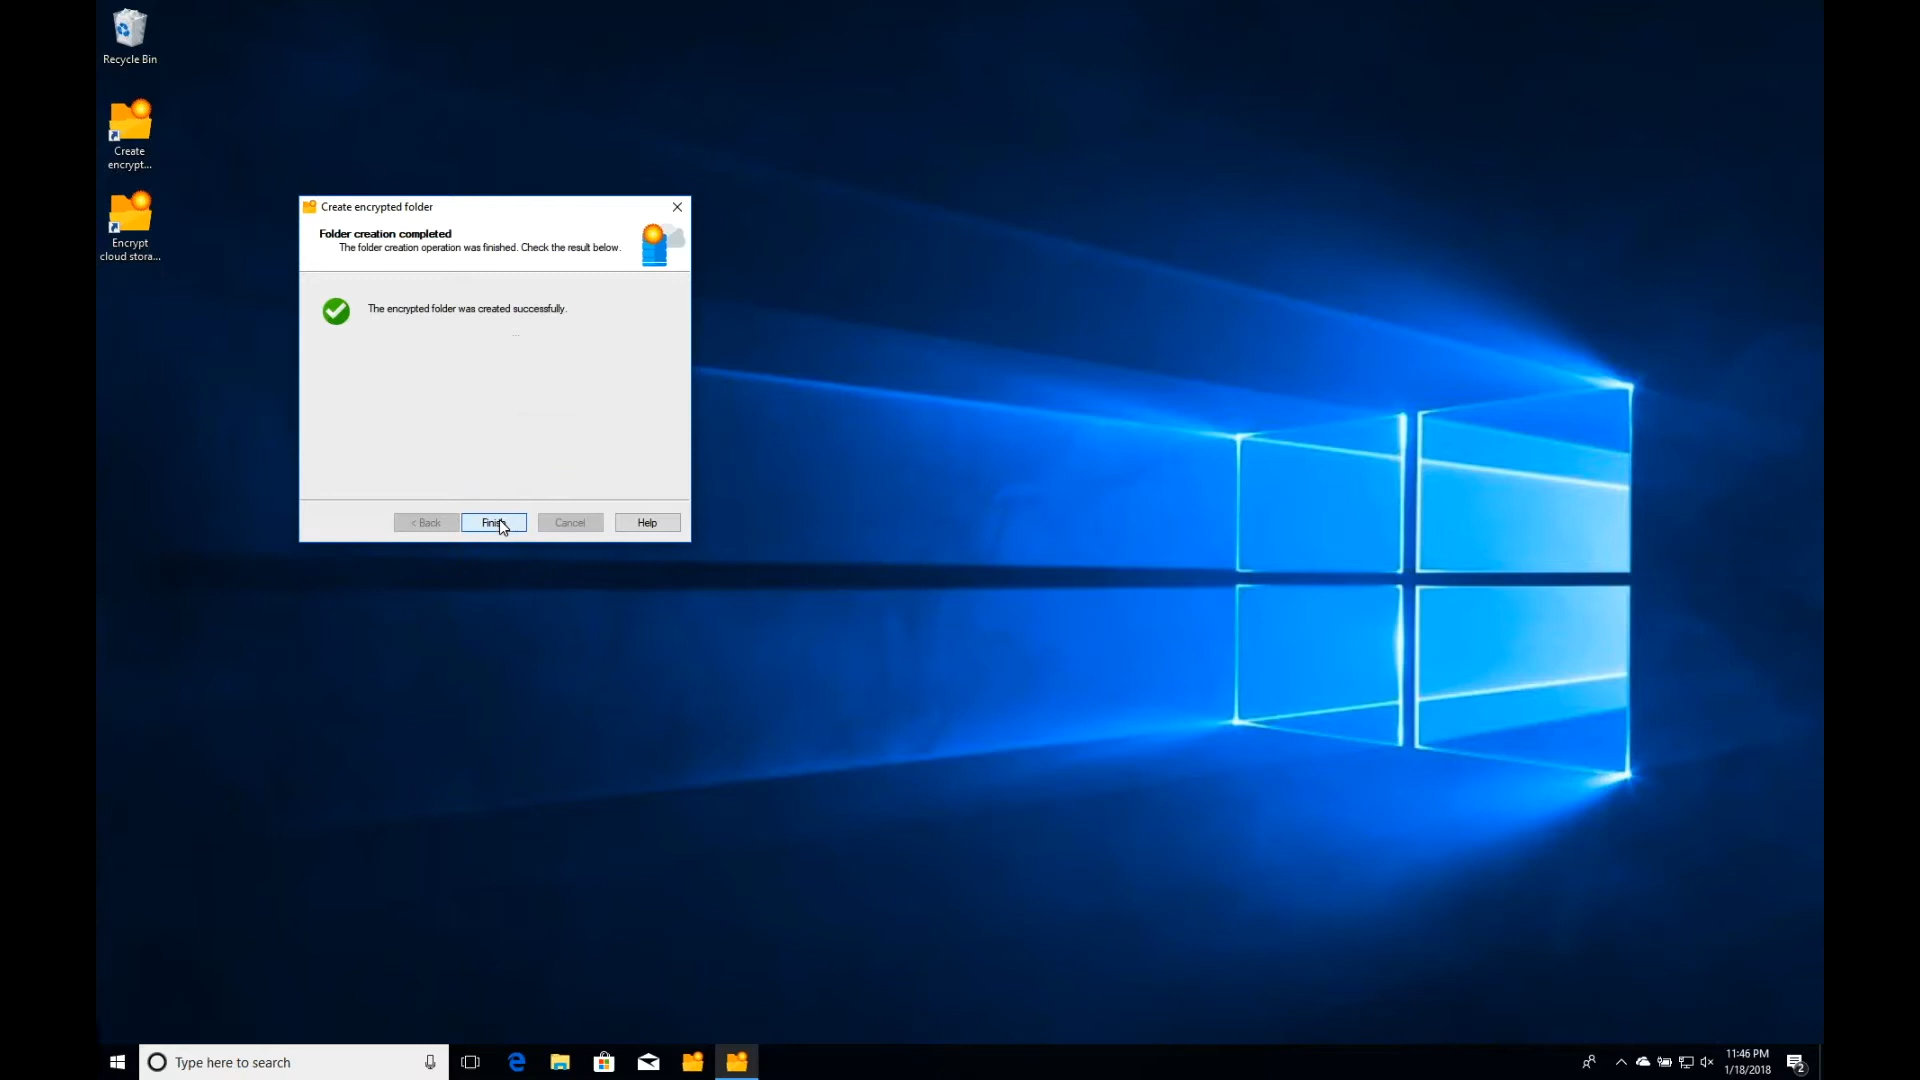 Recycle Bin
Create
encrypt...
Encrypt
cloud stora...
Create encrypted folder
Folder creation completed
The folder creation operation was finished. Check the result below.
The encrypted folder was created successfully.
...
< Back
Finish
Cancel
Help
Type here to search
11:46 PM
1/18/2018
2